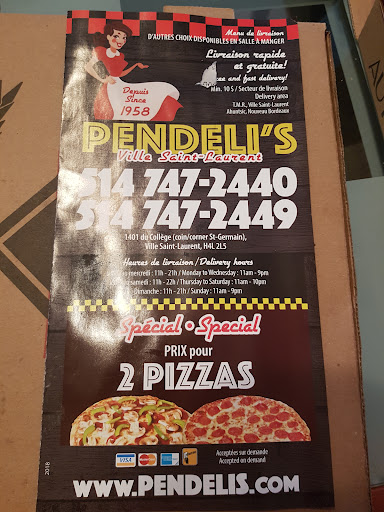 Menu de livraison
D'AUTRES CHOIX DISPONIBLES EN SALLE À MANGER
Livraison rapide
et gratuite!
and fast delivery!
Min. 10 $ / Secteur de livraison
Delivery area
T.M.R., Ville Saint-Laurent
Ahuntsic, Nouveau Bordeaux
Depuis
Since
1958
PENDELI'S
Ville Saint-Laurent
514 747-2440
514 747-2449
1401 du Collège (coin/corner St-Germain),
Ville Saint-Laurent, H4L 2L5
Heures de livraison / Delivery hours
mercredi : 11h - 21h / Monday to Wednesday : 11am - 9pm
samedi : 11h - 22h / Thursday to Saturday : 11am - 10pm
Dimanche : 11h - 21h / Sunday : 11am - 9pm
Spécial • Special
PRIX pour
2 PIZZAS
2018
VISA
Acceptées sur demande
Accepted on demand
WWW.PENDELIS.COM